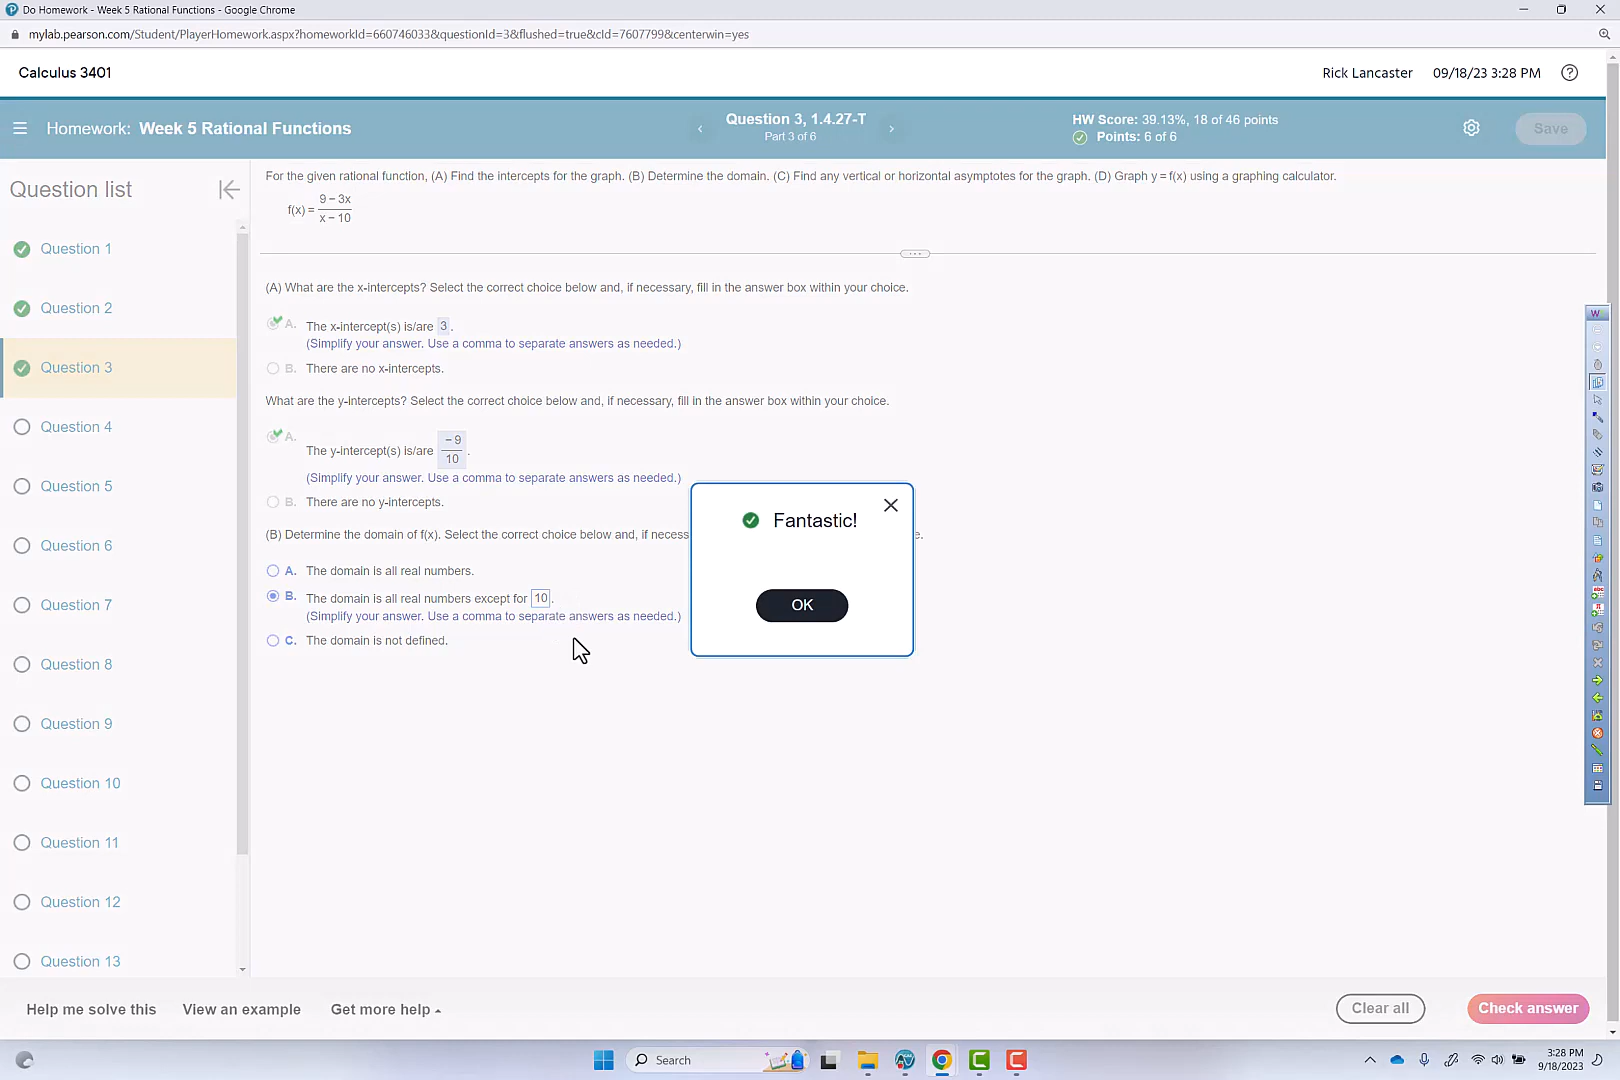 Do Homework - Week 5 Rational Functions - Google Chrome
mylab.pearson.com/Student/PlayerHomework.aspx?homeworkId=660746033&questionId=3&flushed=true&cId=7607799&centerwin=yes
Calculus 3401
Rick Lancaster 09/18/23 3:28 PM
Homework: Week 5 Rational Functions
Question 3, 1.4.27-T
Part 3 of 6
HW Score: 39.13%, 18 of 46 points
Points: 6 of 6
Save
Question list
Question 1
Question 2
Question 3
Question 4
Question 5
Question 6
Question 7
Question 8
Question 9
Question 10
Question 11
Question 12
Question 13
For the given rational function, (A) Find the intercepts for the graph. (B) Determine the domain. (C) Find any vertical or horizontal asymptotes for the graph. (D) Graph y = f(x) using a graphing calculator.
f(x) = (9 − 3x)/(x − 10)
(A) What are the x-intercepts? Select the correct choice below and, if necessary, fill in the answer box within your choice.
A. The x-intercept(s) is/are 3.
(Simplify your answer. Use a comma to separate answers as needed.)
B. There are no x-intercepts.
What are the y-intercepts? Select the correct choice below and, if necessary, fill in the answer box within your choice.
A. The y-intercept(s) is/are −9/10.
(Simplify your answer. Use a comma to separate answers as needed.)
B. There are no y-intercepts.
(B) Determine the domain of f(x). Select the correct choice below and, if necess e.
A. The domain is all real numbers.
B. The domain is all real numbers except for 10.
(Simplify your answer. Use a comma to separate answers as needed.)
C. The domain is not defined.
Fantastic!
OK
W
Help me solve this View an example Get more help
Clear all
Check answer
Search
3:28 PM
9/18/2023